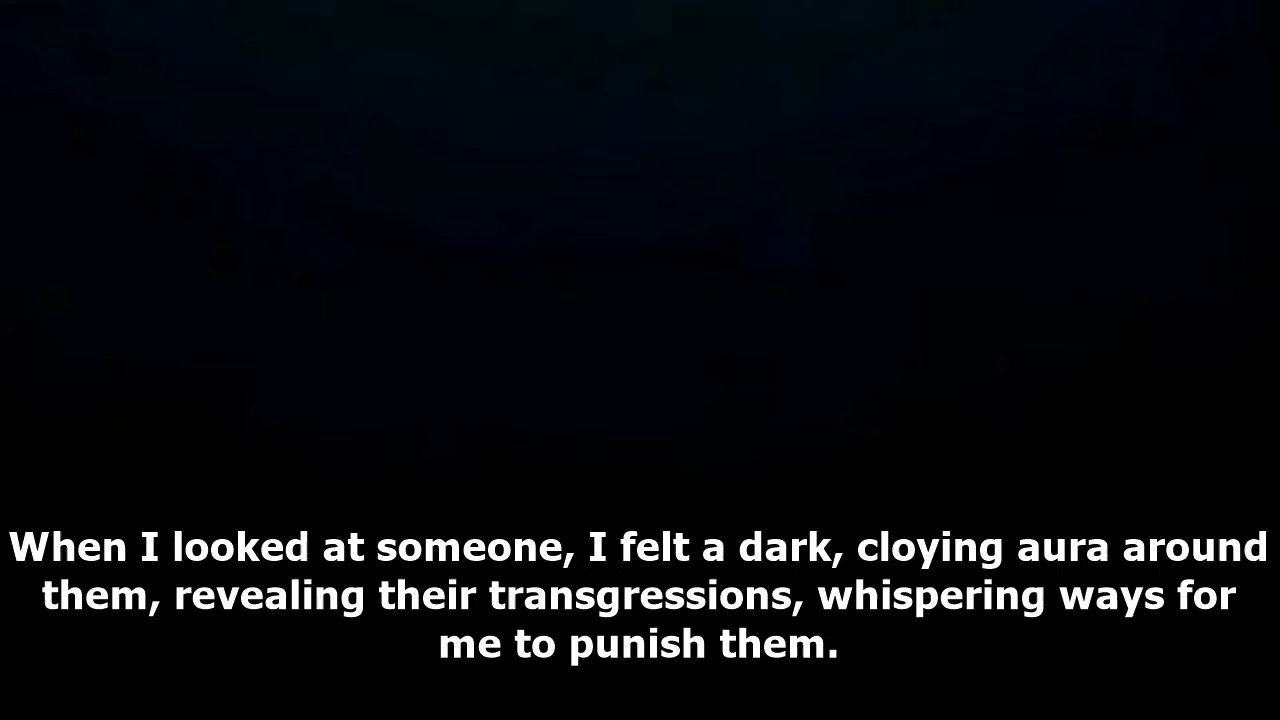 When I looked at someone, I felt a dark, cloying aura around
them, revealing their transgressions, whispering ways for
me to punish them.